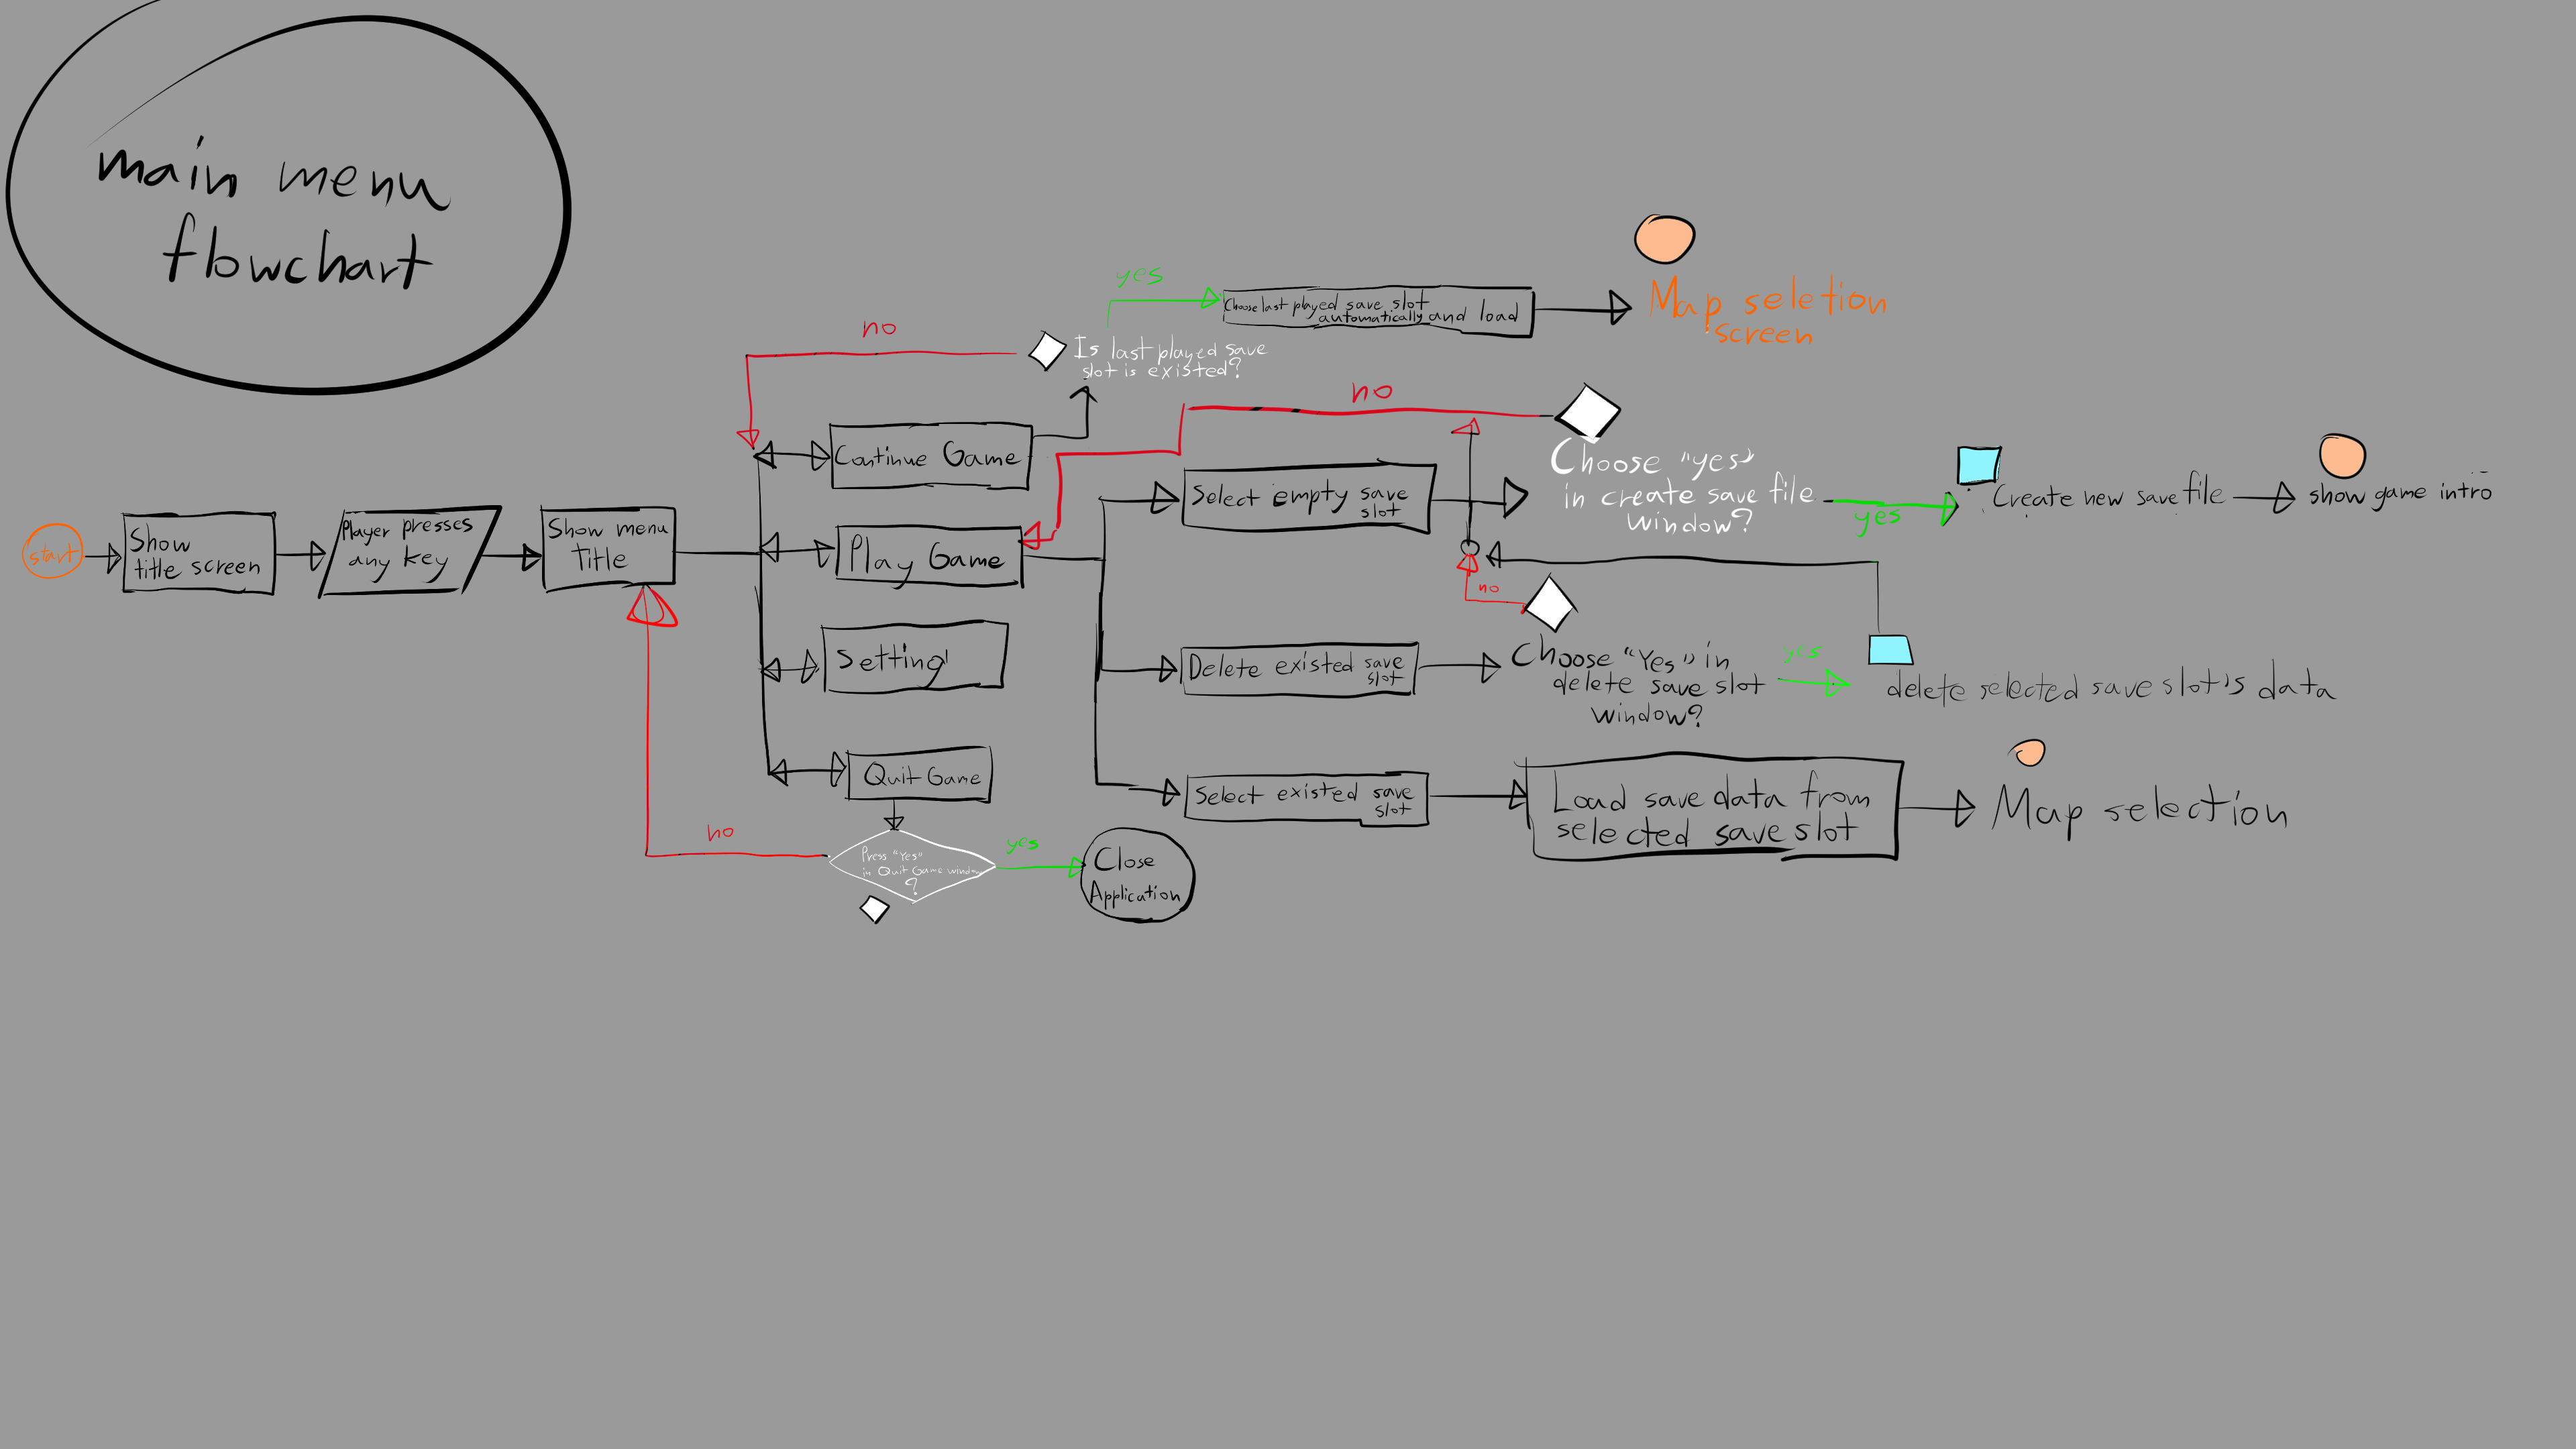 main menu
flowchart
start
Show
title screen
Player presses
any key
Show menu
Title
no
Is last played save
slot is existed?
yes
Choose last played save slot
automatically and load
Map seletion
screen
Continue Game
Play Game
Setting
Quit Game
Press "Yes"
in Quit Game window
?
no
yes
Close
Application
no
Select empty save
slot
Choose "yes"
in create save file
window?
yes
Create new save file
show game intro
Delete existed save
slot
no
Choose "Yes" in
delete save slot
window?
yes
delete selected save slot's data
Select existed save
slot
Load save data from
selected save slot
Map selection